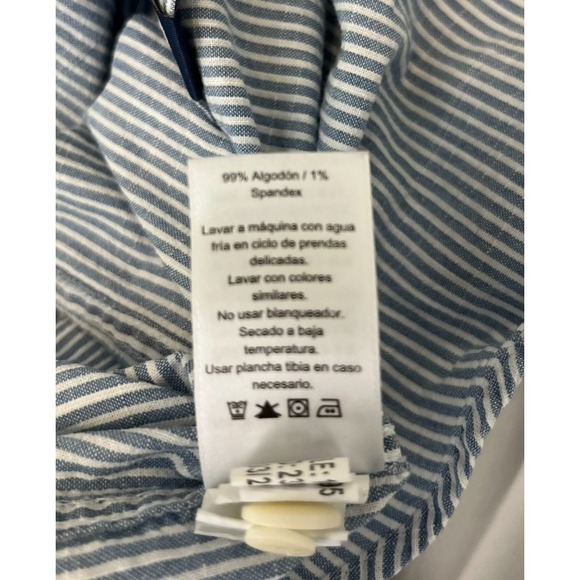 99% Algodón / 1%
Spandex
Lavar a máquina con agua
fria en ciclo de prendas
delicadas.
Lavar con colores
similares.
No usar blanqueador.
Secado a baja
temperatura.
Usar plancha tibia en caso
necesario.